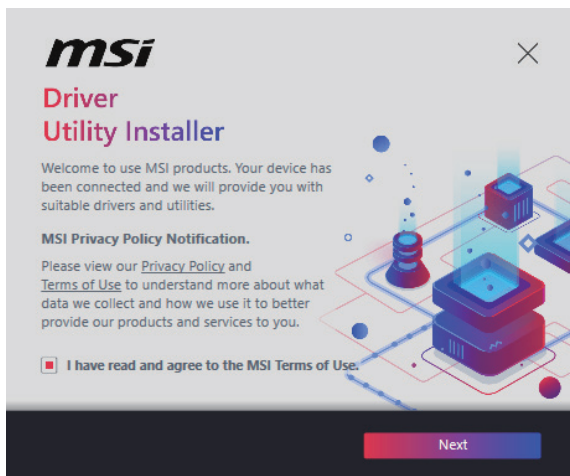 msi
Driver
Utility Installer
Welcome to use MSI products. Your device has
been connected and we will provide you with
suitable drivers and utilities.
MSI Privacy Policy Notification.
Please view our Privacy Policy and
Terms of Use to understand more about what
data we collect and how we use it to better
provide our products and services to you.
I have read and agree to the MSI Terms of Use.
Next